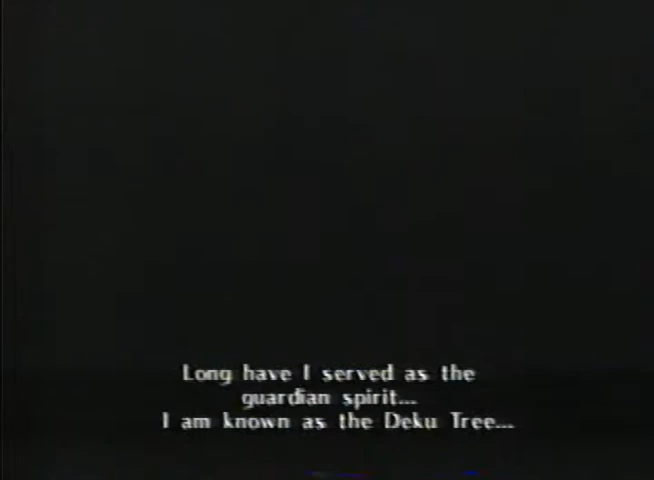 Long have I served as the
guardian spirit...
I am known as the Deku Tree...